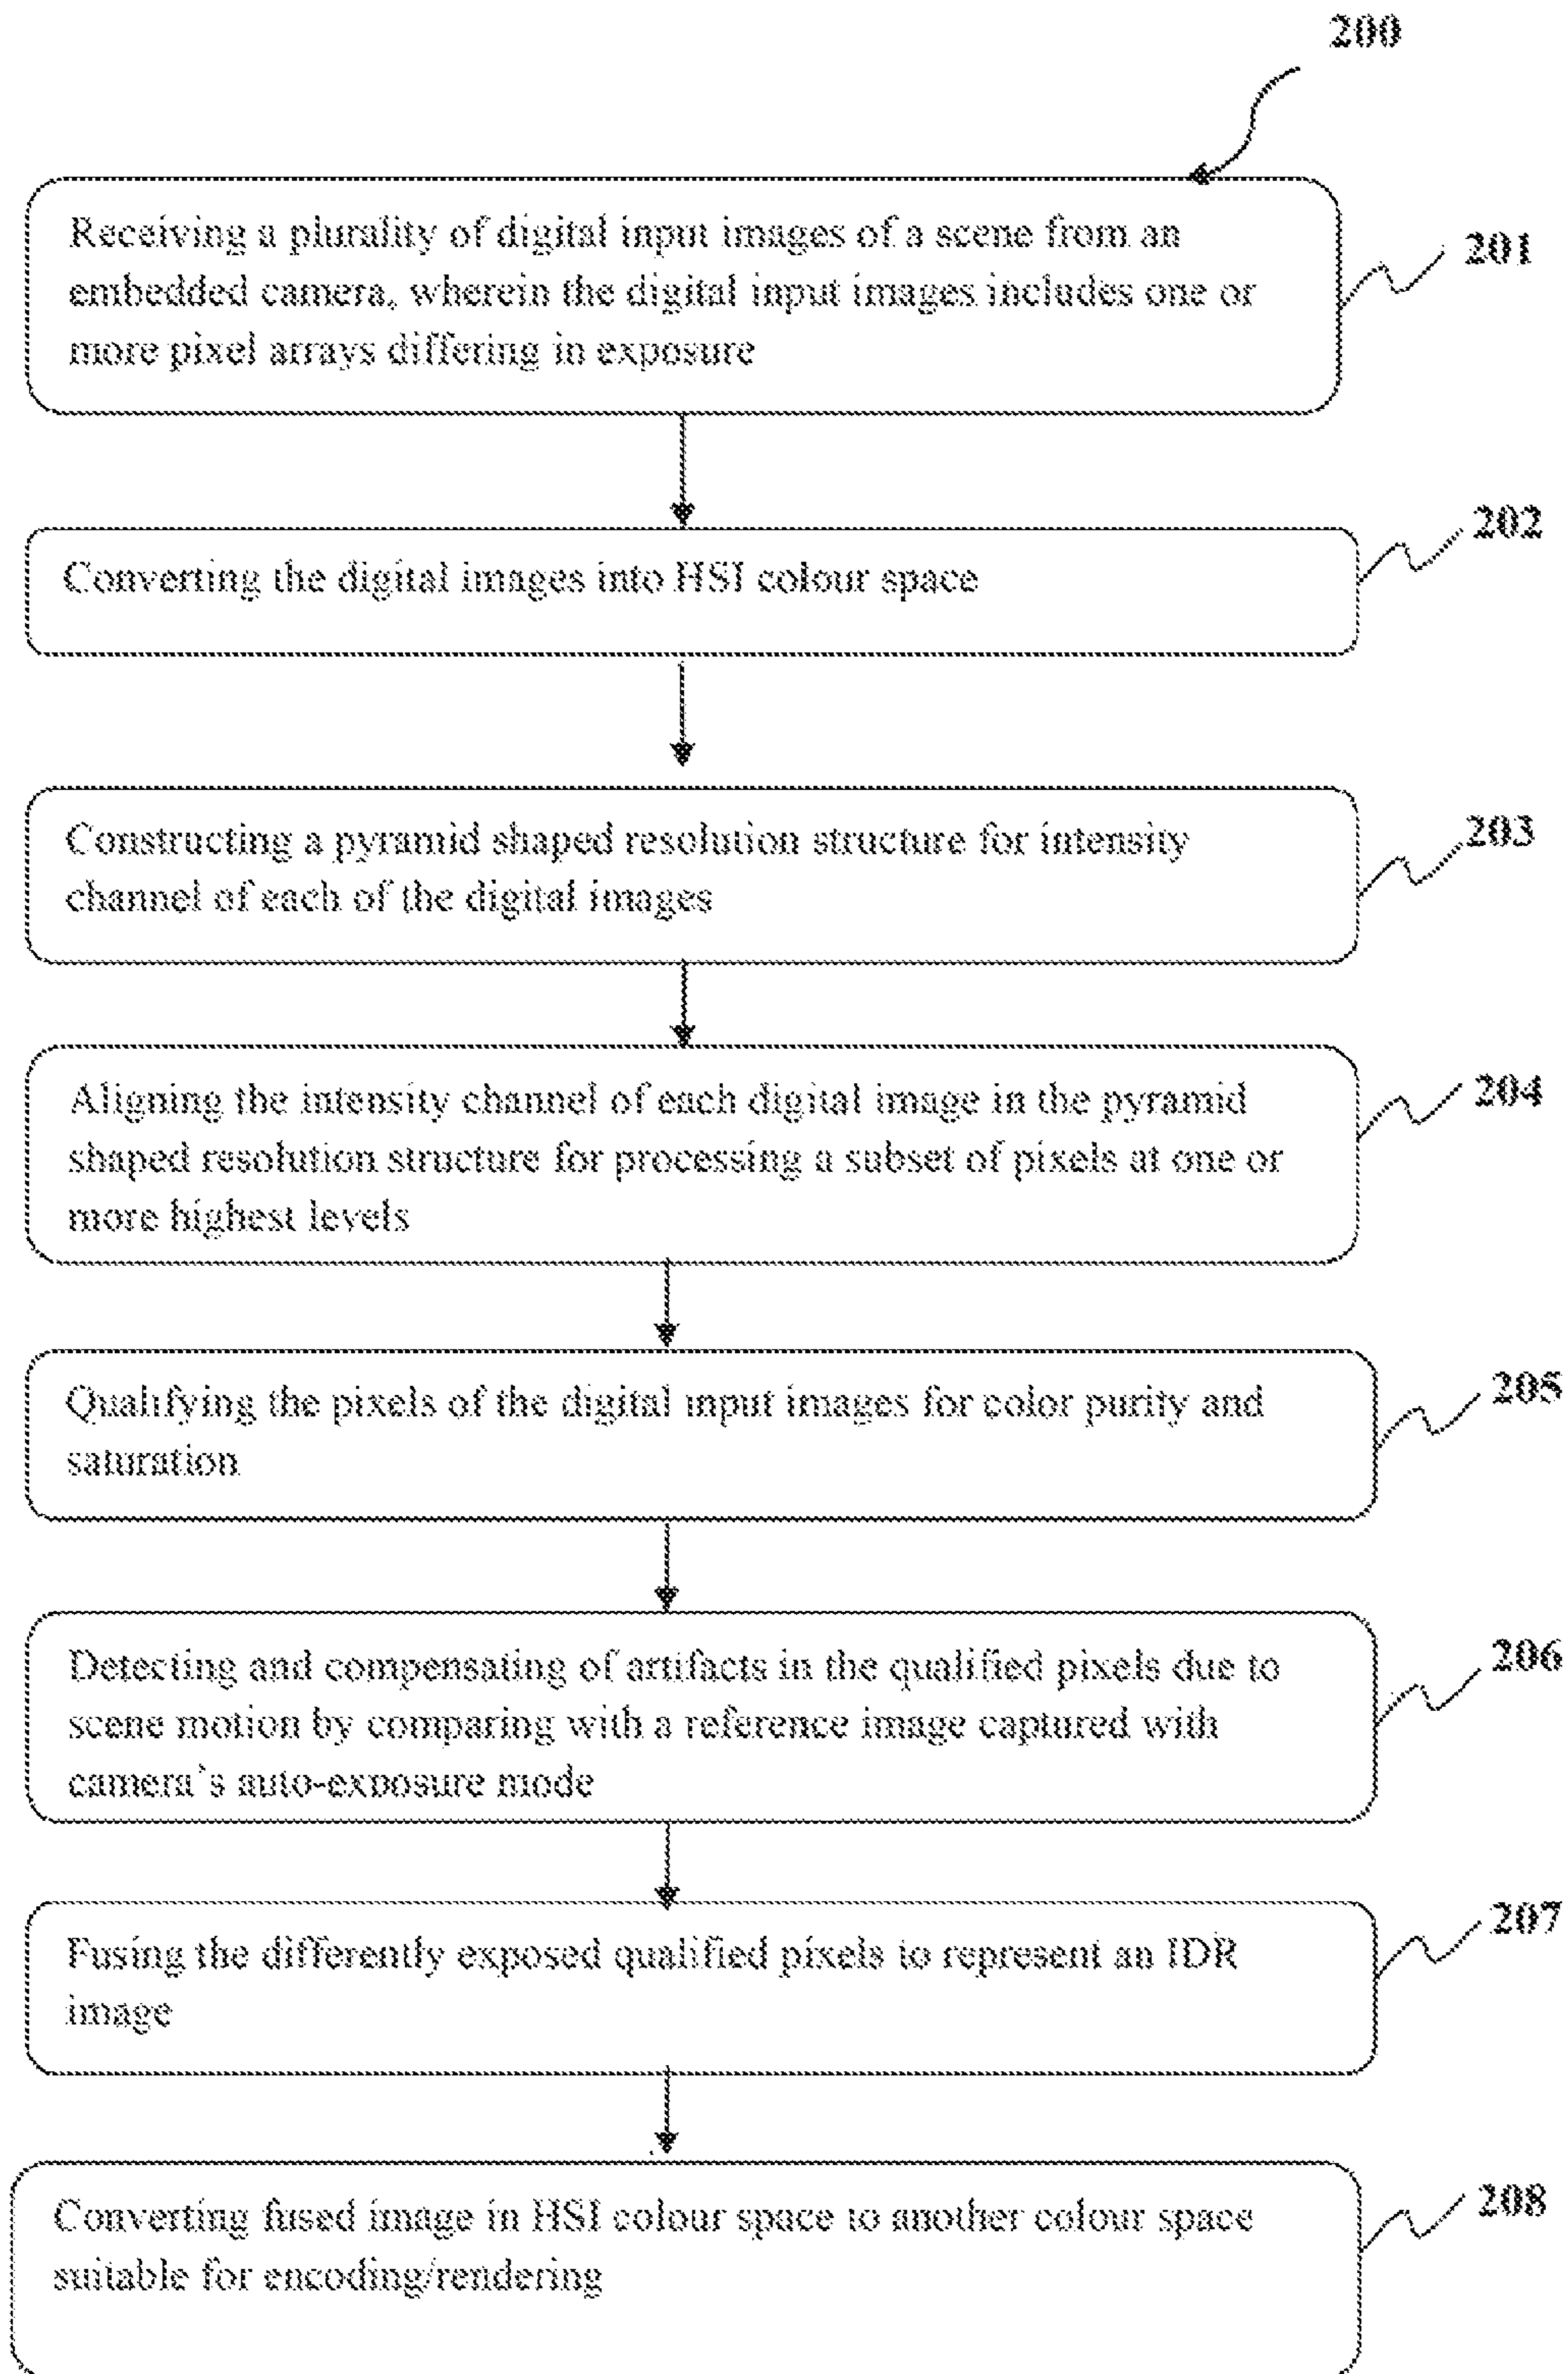 200
Receiving a plurality of digital input images of a scene from an
embedded camera, wherein the digital input images includes one or
more pixel arrays differing in exposure
201
Converting the digital images into HSI colour space
202
Constructing a pyramid shaped resolution structure for intensity
channel of each of the digital images
203
Aligning the intensity channel of each digital image in the pyramid
shaped resolution structure for processing a subset of pixels at one or
more highest levels
204
Qualifying the pixels of the digital input images for color purity and
saturation
205
Detecting and compensating of artifacts in the qualified pixels due to
scene motion by comparing with a reference image captured with
camera's auto-exposure mode
206
Fusing the differently exposed qualified pixels to represent an IDR
image
207
Converting fused image in HSI colour space to another colour space
suitable for encoding/rendering
208